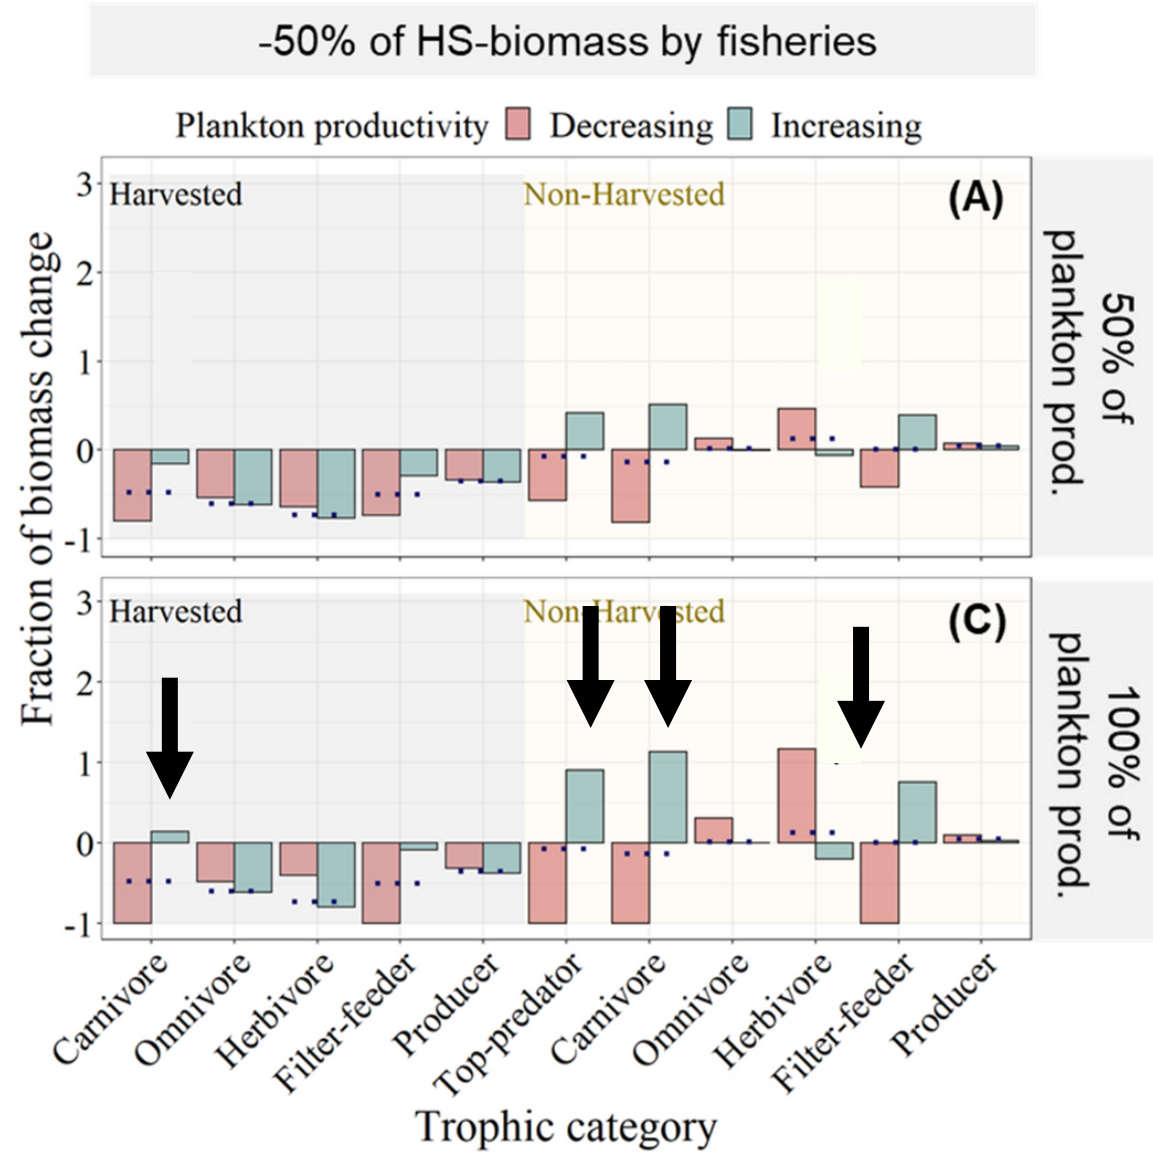 -50% of HS-biomass by fisheries
Plankton productivity Decreasing Increasing
Fraction of biomass change
3
2
1
0
-1
Harvested
Non-Harvested
(A)
50% of
plankton prod.
3
2
1
0
-1
Harvested
Non-Harvested
(C)
100% of
plankton prod.
Carnivore
Omnivore
Herbivore
Filter-feeder
Producer
Top-predator
Carnivore
Omnivore
Herbivore
Filter-feeder
Producer
Trophic category